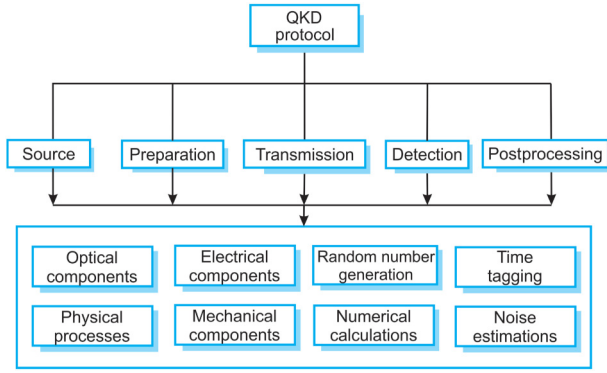 QKD
protocol
Source
Preparation
Transmission
Detection
Postprocessing
Optical
components
Electrical
components
Random number
generation
Time
tagging
Physical
processes
Mechanical
components
Numerical
calculations
Noise
estimations